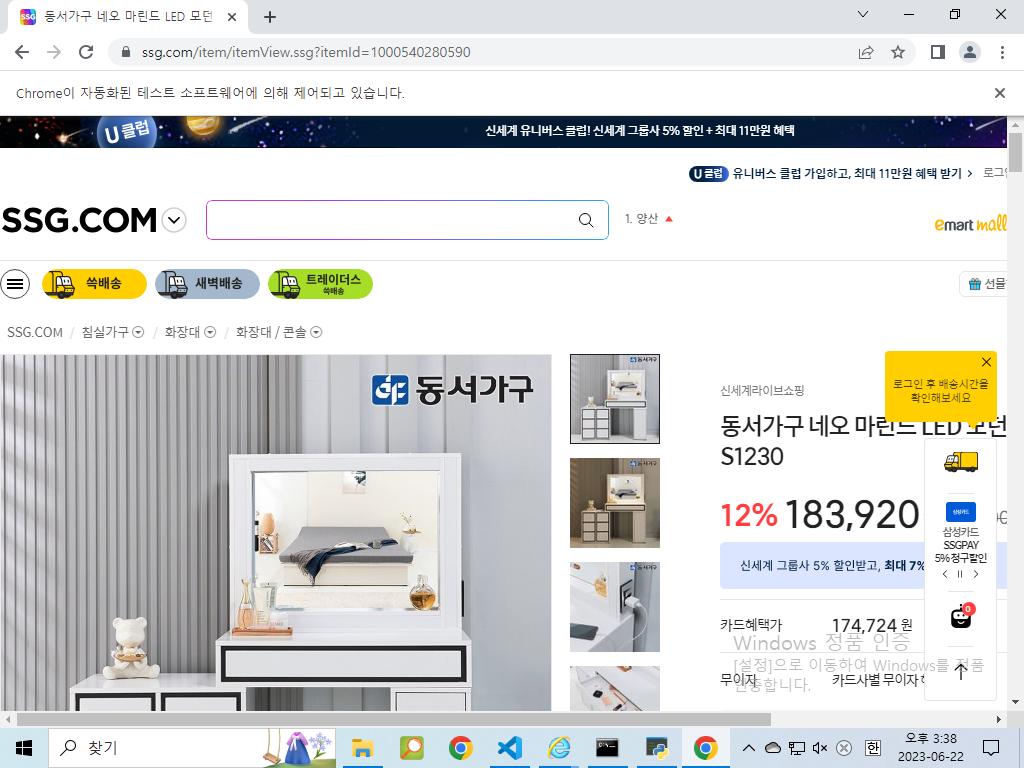 동서가구 네오 마린드 LED 모던
ssg.com/item/itemView.ssg?itemId=1000540280590
Chrome이 자동화된 테스트 소프트웨어에 의해 제어되고 있습니다.
U 클럽
신세계 유니버스 클럽! 신세계 그룹사 5% 할인 + 최대 11만원 혜택
U 클럽 유니버스 클럽 가입하고, 최대 11만원 혜택 받기 로그인
SSG.COM
1. 양산
emart mall
쓱배송
새벽배송
트레이더스
쓱배송
선물
SSG.COM / 침실가구 / 화장대 / 화장대 / 콘솔
동서가구
로그인 후 배송시간을
확인해보세요
신세계라이브쇼핑
동서가구 네오 마린드 LED 모던
S1230
12% 183,920
신세계 그룹사 5% 할인받고, 최대 7%
삼성카드
삼성카드
SSGPAY
5% 청구할인
0
카드혜택가 174,724 원
무이자 카드사별 무이자
Windows 정품 인증
[설정]으로 이동하여 Windows를 정품
인증합니다.
찾기
오후 3:38
2023-06-22
한